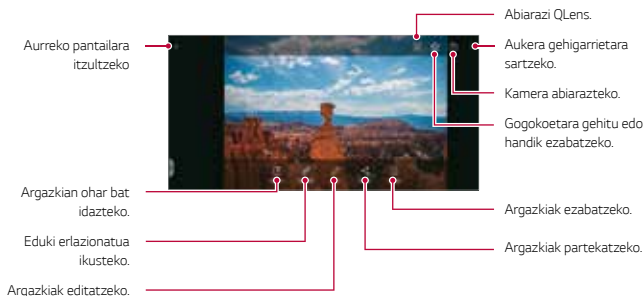 Abiarazi QLens.
Aurreko pantailara
itzultzeko
Aukera gehigarrietara
sartzeko.
Kamera abiarazteko.
Gogokoetara gehitu edo
handik ezabatzeko.
Argazkian ohar bat
idazteko.
Eduki erlazionatua
ikusteko.
Argazkiak editatzeko.
Argazkiak ezabatzeko.
Argazkiak partekatzeko.